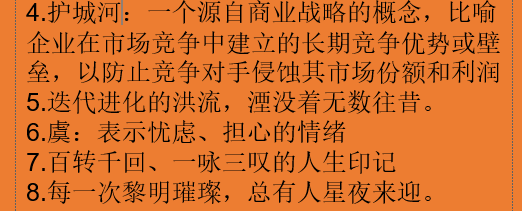 4.护城河：一个源自商业战略的概念，比喻
企业在市场竞争中建立的长期竞争优势或壁
垒，以防止竞争对手侵蚀其市场份额和利润
5.迭代进化的洪流，湮没着无数往昔。
6.虞：表示忧虑、担心的情绪
7.百转千回、一咏三叹的人生印记
8.每一次黎明璀璨，总有人星夜来迎。